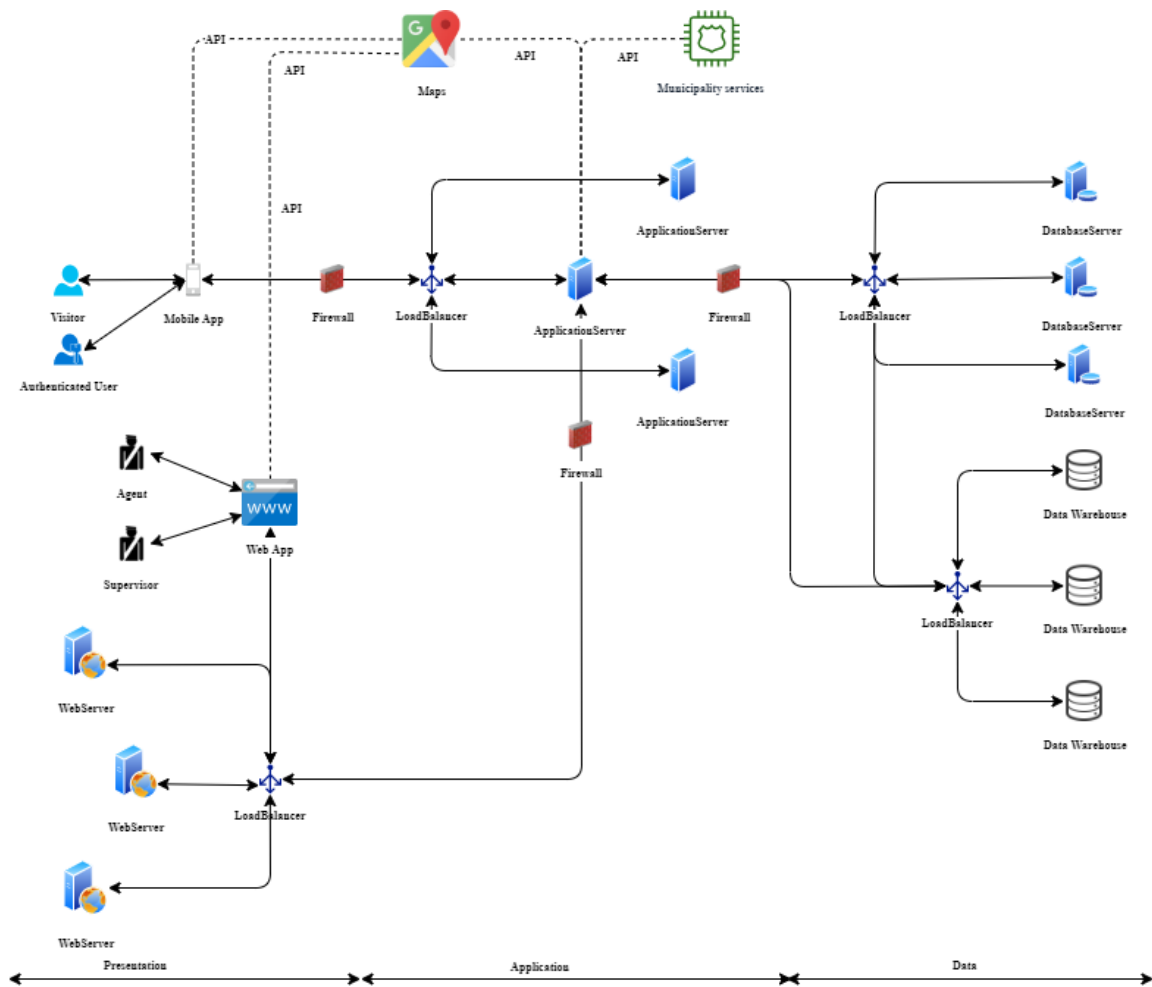 API
API
API
API
G
Maps
Municipality services
API
ApplicationServer
DatabaseServer
Visitor
Mobile App
Firewall
LoadBalancer
ApplicationServer
Firewall
LoadBalancer
DatabaseServer
Authenticated User
ApplicationServer
DatabaseServer
Firewall
Agent
WWW
Web App
Data Warehouse
Supervisor
LoadBalancer
Data Warehouse
WebServer
Data Warehouse
LoadBalancer
WebServer
WebServer
Presentation
Application
Data